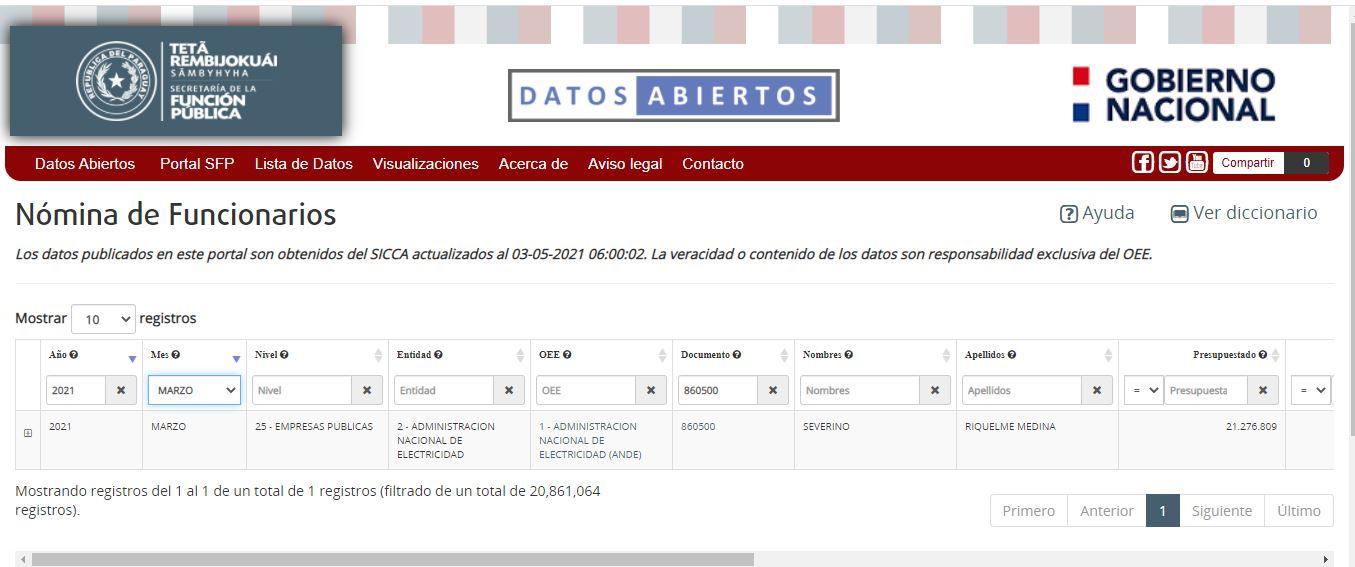 REPUBLICA DEL PARAGUAY
TETÃ
REMBIJOKUÁI
SÃMBYHYHA
SECRETARÍA DE LA
FUNCIÓN
PÚBLICA
DATOS ABIERTOS
GOBIERNO
NACIONAL
Datos Abiertos Portal SFP Lista de Datos Visualizaciones Acerca de Aviso legal Contacto Compartir 0
Nómina de Funcionarios
Ayuda Ver diccionario
Los datos publicados en este portal son obtenidos del SICCA actualizados al 03-05-2021 06:00:02. La veracidad o contenido de los datos son responsabilidad exclusiva del OEE.
Mostrar 10 registros
Año Mes Nivel Entidad OEE Documento Nombres Apellidos Presupuestado
2021 MARZO Nivel Entidad OEE 860500 Nombres Apellidos = Presupuesta =
2021 MARZO 25 - EMPRESAS PUBLICAS 2 - ADMINISTRACION 1 - ADMINISTRACION 860500 SEVERINO RIQUELME MEDINA 21.276.809
NACIONAL DE NACIONAL DE
ELECTRICIDAD ELECTRICIDAD (ANDE)
Mostrando registros del 1 al 1 de un total de 1 registros (filtrado de un total de 20,861,064
registros).
Primero Anterior 1 Siguiente Último